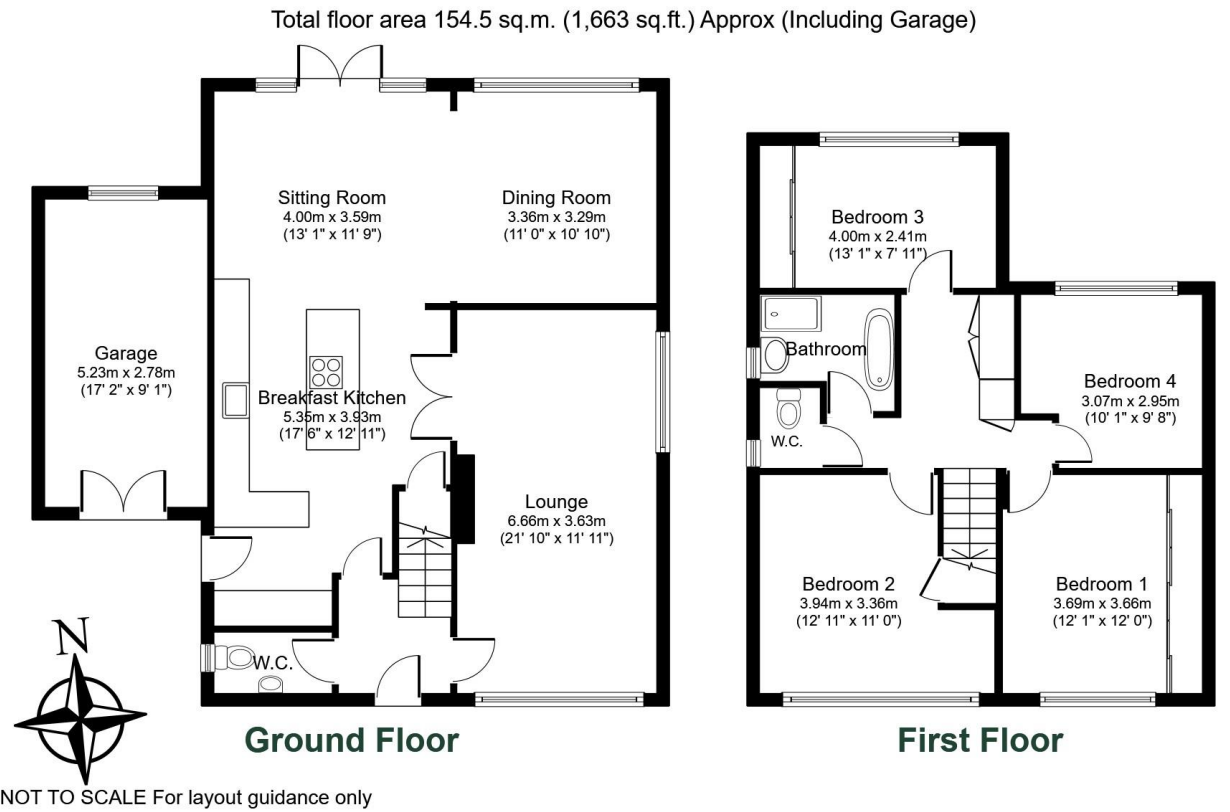 Total floor area 154.5 sq.m. (1,663 sq.ft.) Approx (Including Garage)
Sitting Room
4.00m x 3.59m
(13' 1" x 11' 9")
Dining Room
3.36m x 3.29m
(11' 0" x 10' 10")
Garage
5.23m x 2.78m
(17' 2" x 9' 1")
Breakfast Kitchen
5.35m x 3.93m
(17' 6" x 12' 11")
Lounge
6.66m x 3.63m
(21' 10" x 11' 11")
W.C.
Ground Floor
Bedroom 3
4.00m x 2.41m
(13' 1" x 7' 11")
Bathroom
Bedroom 4
3.07m x 2.95m
(10' 1" x 9' 8")
W.C.
Bedroom 2
3.94m x 3.36m
(12' 11" x 11' 0")
Bedroom 1
3.69m x 3.66m
(12' 1" x 12' 0")
First Floor
N
NOT TO SCALE For layout guidance only